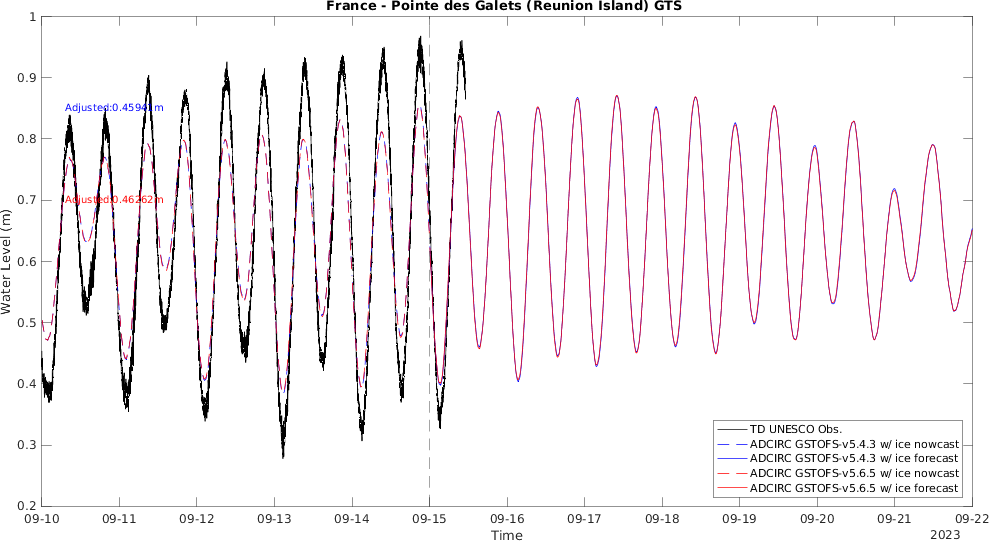 France - Pointe des Galets (Reunion Island) GTS
1
0.9
0.8
0.7
0.6
0.5
0.4
0.3
0.2
Water Level (m)
Adjusted:0.45941m
Adjusted:0.46262m
TD UNESCO Obs.
ADCIRC GSTOFS-v5.4.3 w/ ice nowcast
ADCIRC GSTOFS-v5.4.3 w/ ice forecast
ADCIRC GSTOFS-v5.6.5 w/ ice nowcast
ADCIRC GSTOFS-v5.6.5 w/ ice forecast
09-10 09-11 09-12 09-13 09-14 09-15 09-16 09-17 09-18 09-19 09-20 09-21 09-22
Time
2023